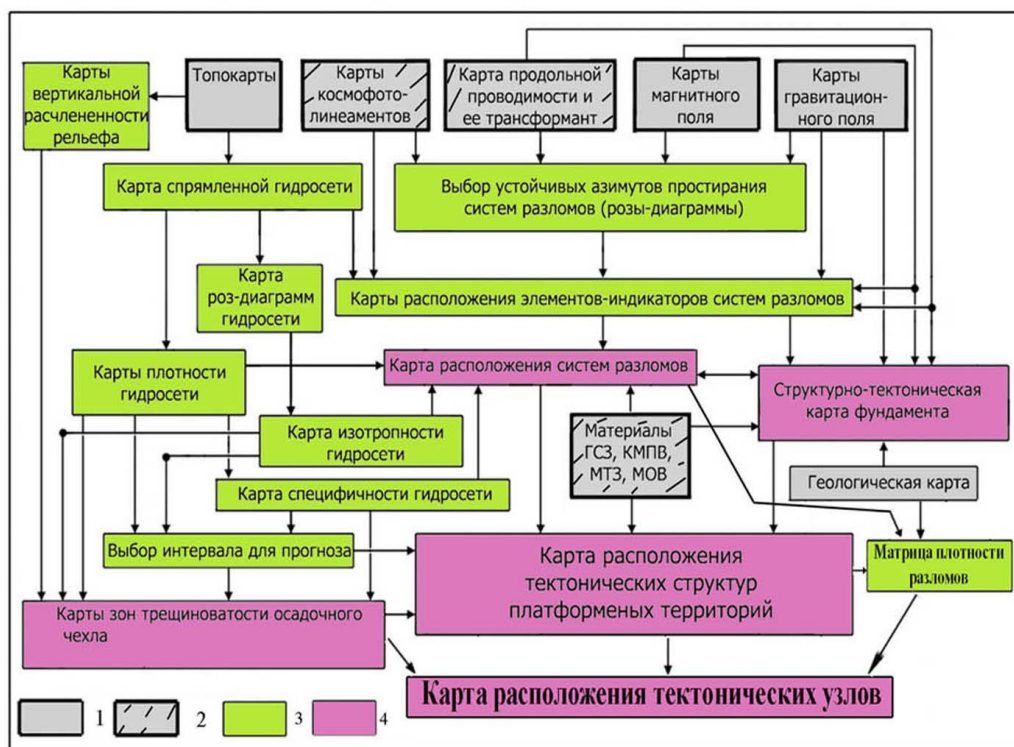 Карты
вертикальной
расчлененности
рельефа
Топокарты
Карты
космофото-
линеаментов
Карта продольной
проводимости и
ее трансформант
Карты
магнитного
поля
Карты
гравитацион-
ного поля
Карта спрямленной гидросети
Выбор устойчивых азимутов простирания
систем разломов (розы-диаграммы)
Карта
роз-диаграмм
гидросети
Карты расположения элементов-индикаторов систем разломов
Карты плотности
гидросети
Карта расположения систем разломов
Структурно-тектоническая
карта фундамента
Карта изотропности
гидросети
Материалы
ГСЗ, КМПВ,
МТЗ, МОВ
Карта специфичности гидросети
Геологическая карта
Выбор интервала для прогноза
Карта расположения
тектонических структур
платформеных территорий
Матрица плотности
разломов
Карты зон трещиноватости осадочного
чехла
Карта расположения тектонических узлов
1
2
3
4